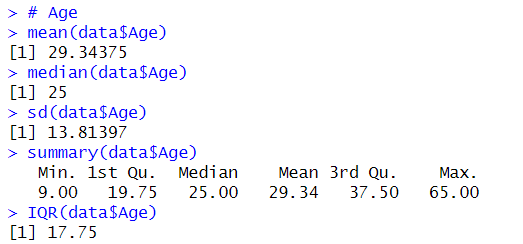 > # Age
> mean(data$Age)
[1] 29.34375
> median(data$Age)
[1] 25
> sd(data$Age)
[1] 13.81397
> summary(data$Age)
   Min. 1st Qu.  Median    Mean 3rd Qu.    Max.
   9.00   19.75   25.00   29.34   37.50   65.00
> IQR(data$Age)
[1] 17.75